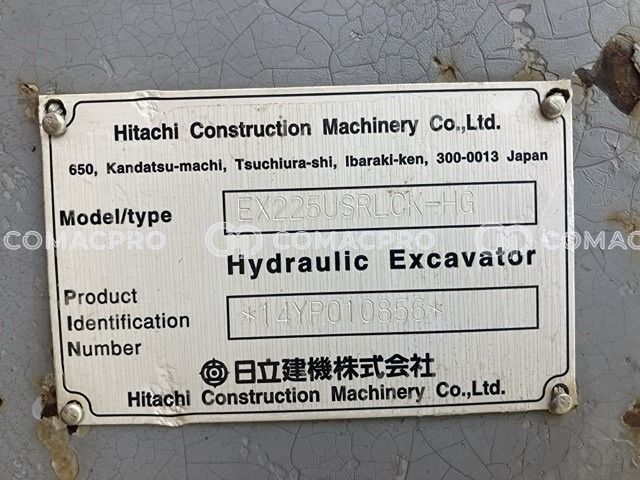 Hitachi Construction Machinery Co.,Ltd.
650, Kandatsu-machi, Tsuchiura-shi, Ibaraki-ken, 300-0013 Japan
Model/type EX225USRLCK-HG
COMACPRO COMACPRO COMACPRO
Hydraulic Excavator
Product
Identification *14YP010856*
Number
日立建機株式会社
Hitachi Construction Machinery Co.,Ltd.